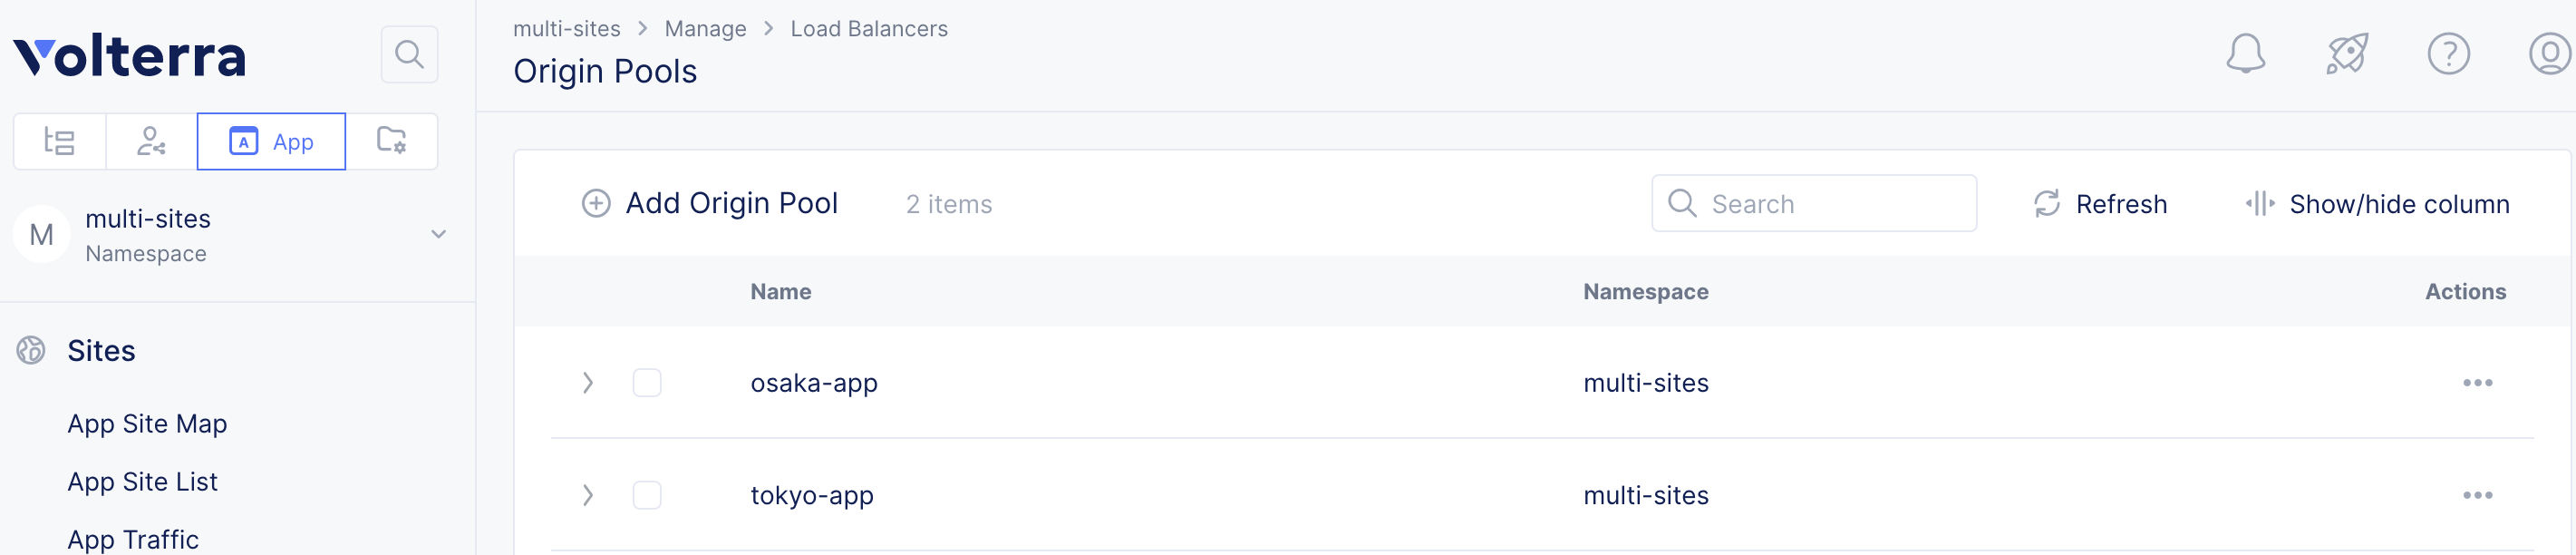 Volterra
A App
M
multi-sites
Namespace
Sites
App Site Map
App Site List
App Traffic
multi-sites > Manage > Load Balancers
Origin Pools
Add Origin Pool 2 items Search Refresh Show/hide column
Name Namespace Actions
osaka-app multi-sites
tokyo-app multi-sites